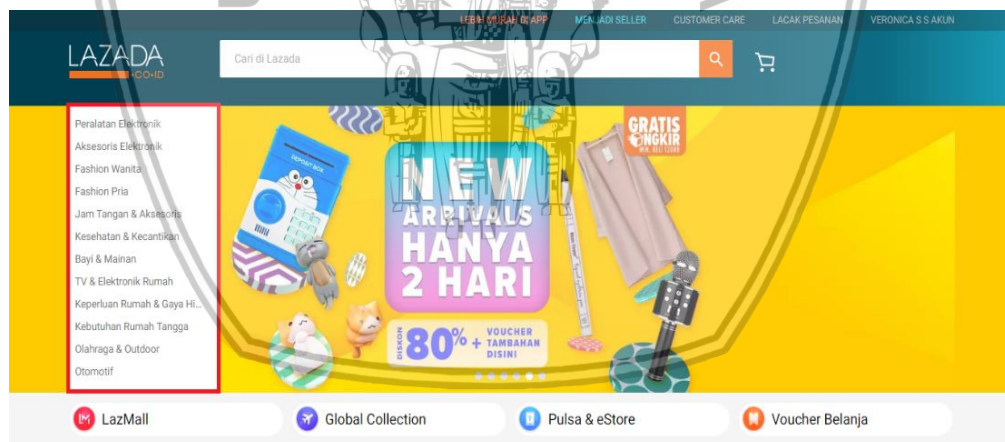 LEBIH MURAH DI APP MENJADI SELLER CUSTOMER CARE LACAK PESANAN VERONICA S S AKUN
LAZADA
.CO.ID
Cari di Lazada
Peralatan Elektronik
Aksesoris Elektronik
Fashion Wanita
Fashion Pria
Jam Tangan & Aksesoris
Kesehatan & Kecantikan
Bayi & Mainan
TV & Elektronik Rumah
Keperluan Rumah & Gaya Hi...
Kebutuhan Rumah Tangga
Olahraga & Outdoor
Otomotif
DEPOSIT BOX
NEW
ARRIVALS
HANYA
2 HARI
DISKON 80% + VOUCHER
TAMBAHAN
DISINI
GRATIS
ONGKIR
LazMall Global Collection Pulsa & eStore Voucher Belanja